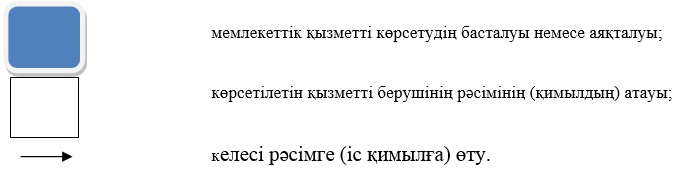 мемлекеттік қызметті көрсетудің басталуы немесе аяқталуы;
көрсетілетін қызметті берушінің рәсімінің (қимылдың) атауы;
келесі рәсімге (іс қимылға) өту.